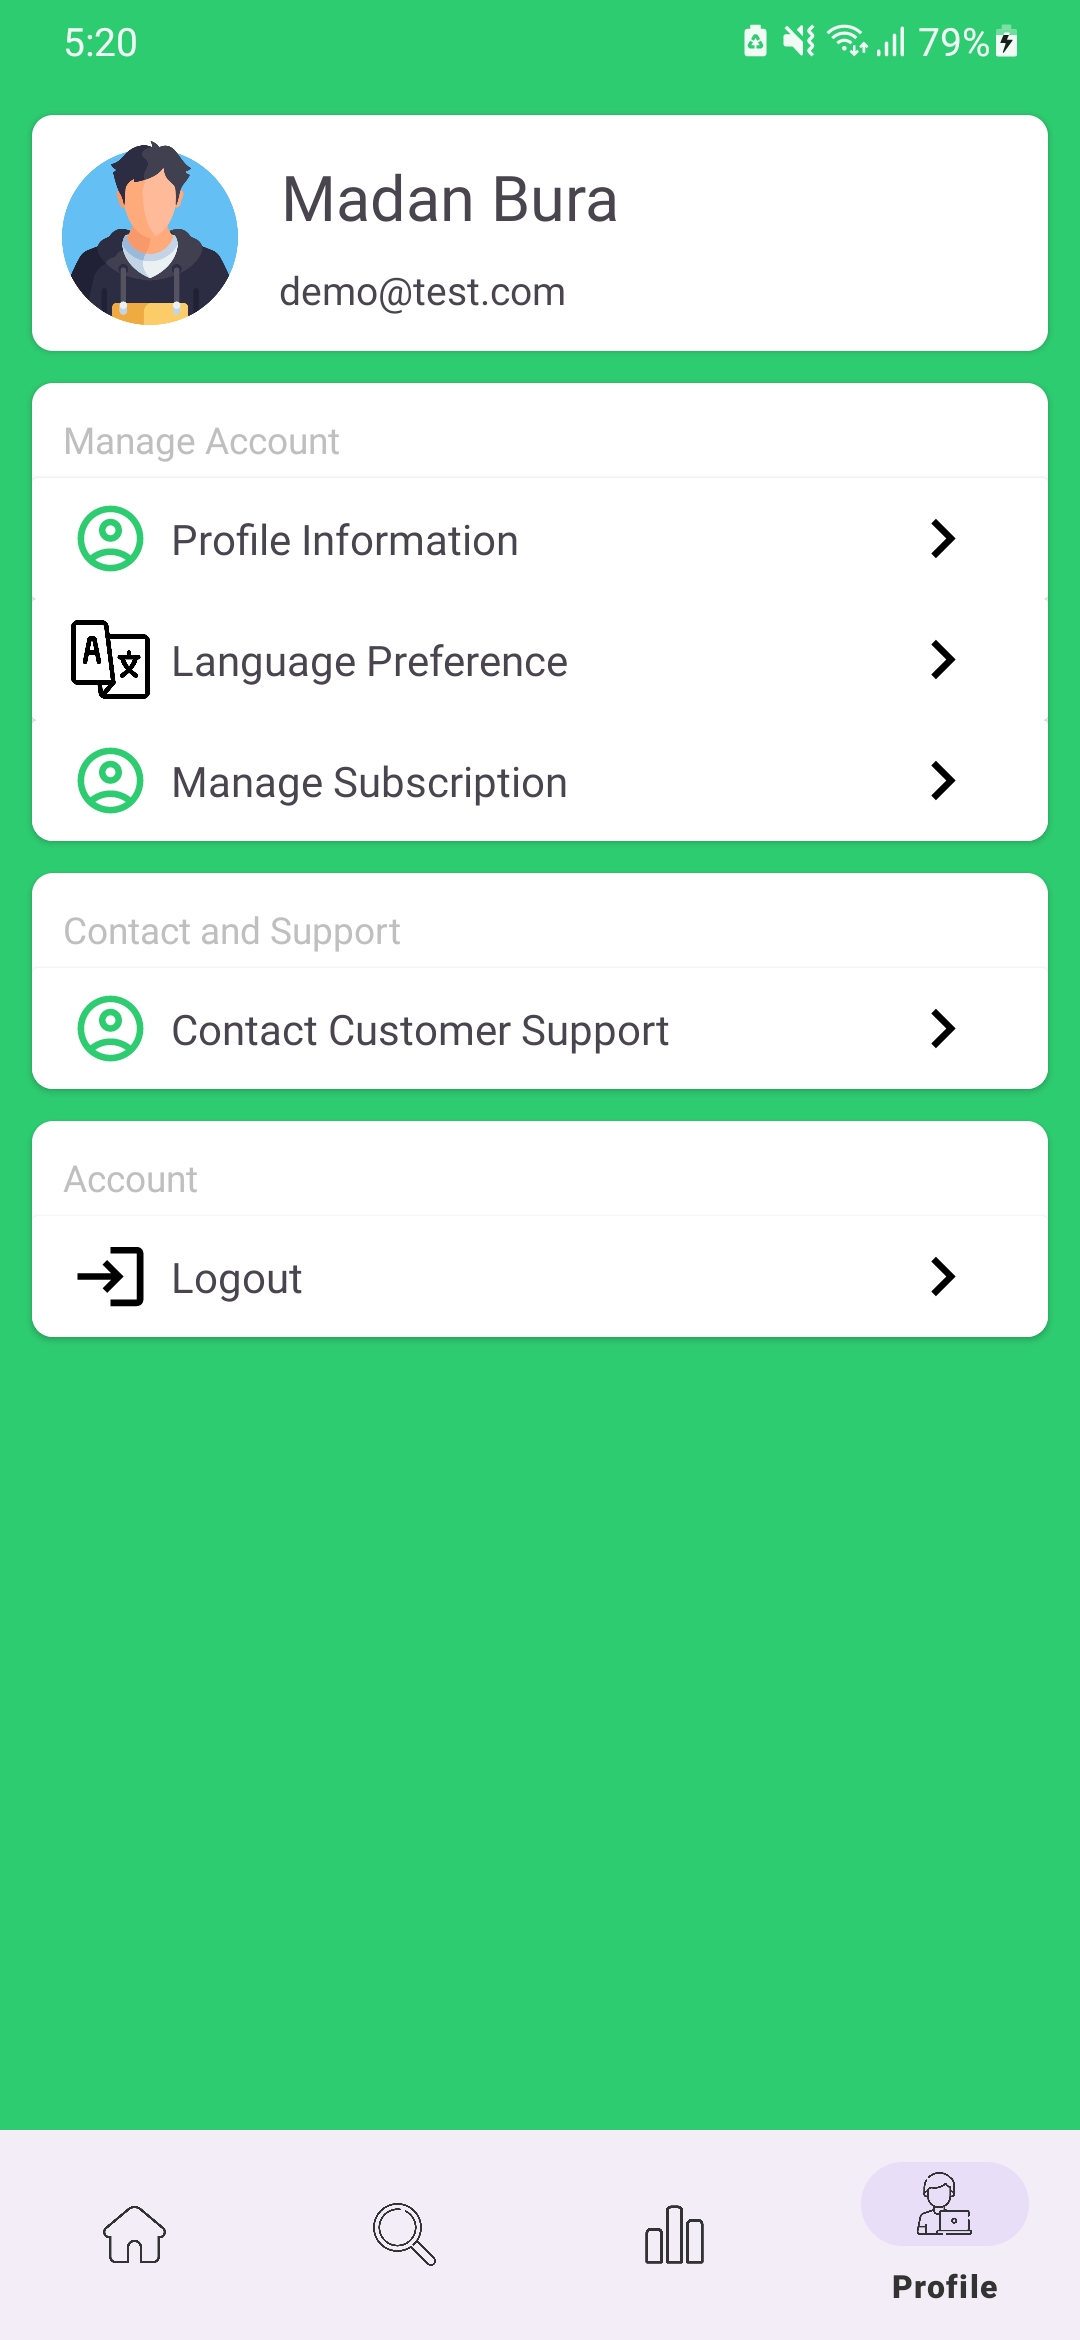 5:20
79%
Madan Bura
demo@test.com
Manage Account
Profile Information
Language Preference
Manage Subscription
Contact and Support
Contact Customer Support
Account
Logout
Profile